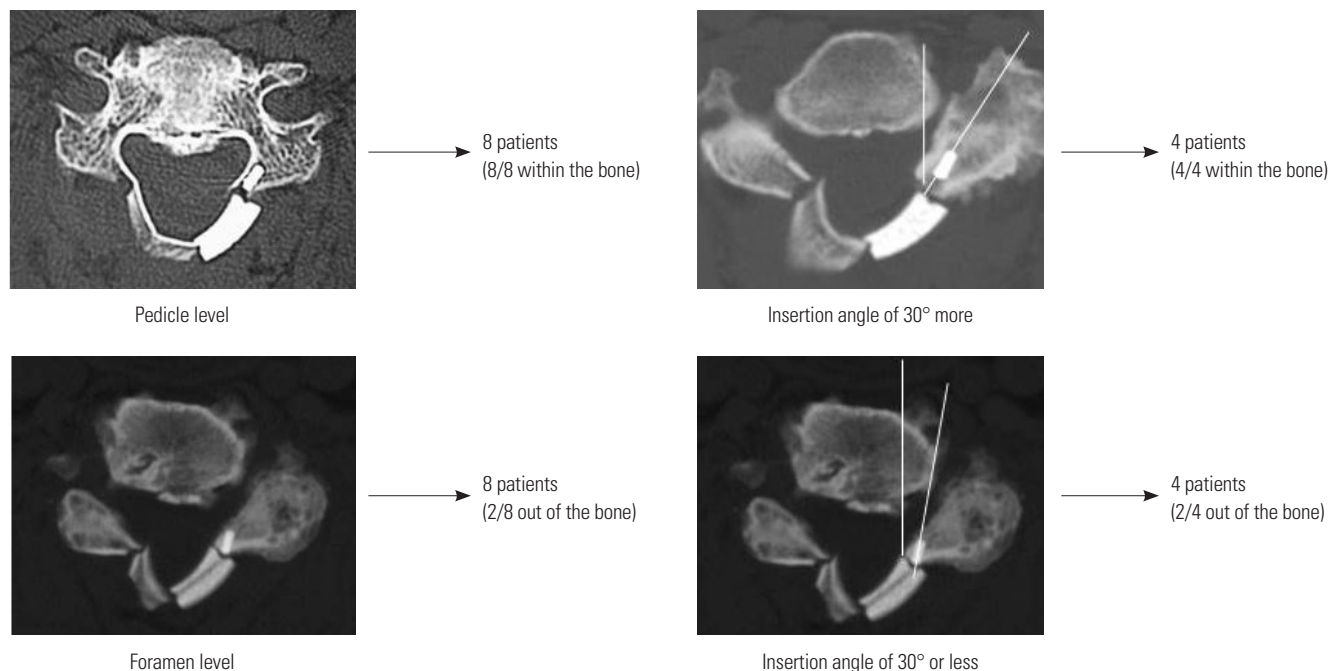 8 patients
(8/8 within the bone)
Pedicle level
4 patients
(4/4 within the bone)
Insertion angle of 30° more
8 patients
(2/8 out of the bone)
Foramen level
4 patients
(2/4 out of the bone)
Insertion angle of 30° or less